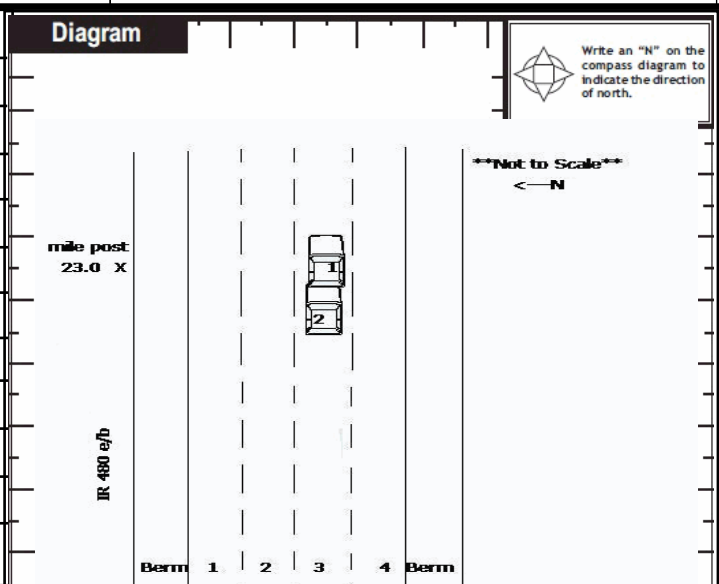 Diagram
Write an "N" on the
compass diagram to
indicate the direction
of north.
**Not to Scale**
<—N
mile post
23.0 X
1
2
IR 480 e/b
Berm 1 2 3 4 Berm